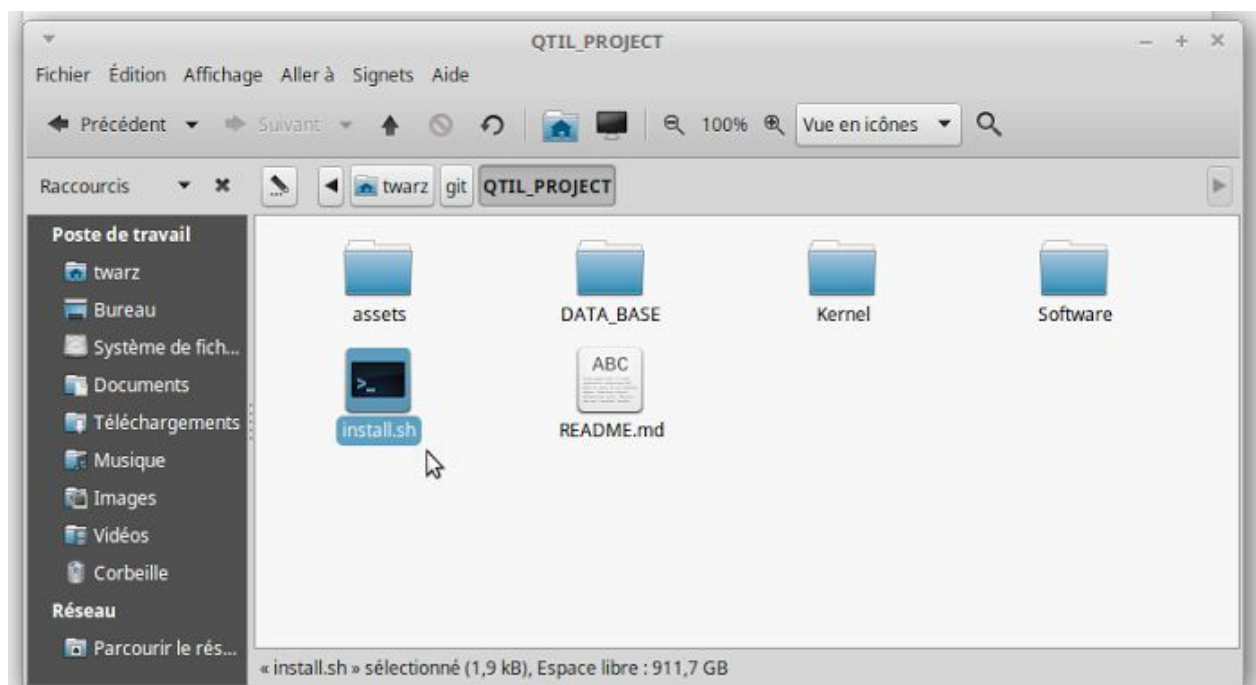 QTIL_PROJECT
Fichier Édition Affichage Aller à Signets Aide
Précédent Suivant 100% Vue en icônes
Raccourcis twarz git QTIL_PROJECT
Poste de travail
twarz
Bureau
Système de fich...
Documents
Téléchargements
Musique
Images
Vidéos
Corbeille
Réseau
Parcourir le rés...
assets DATA_BASE Kernel Software
>_ ABC
install.sh README.md
« install.sh » sélectionné (1,9 kB), Espace libre : 911,7 GB